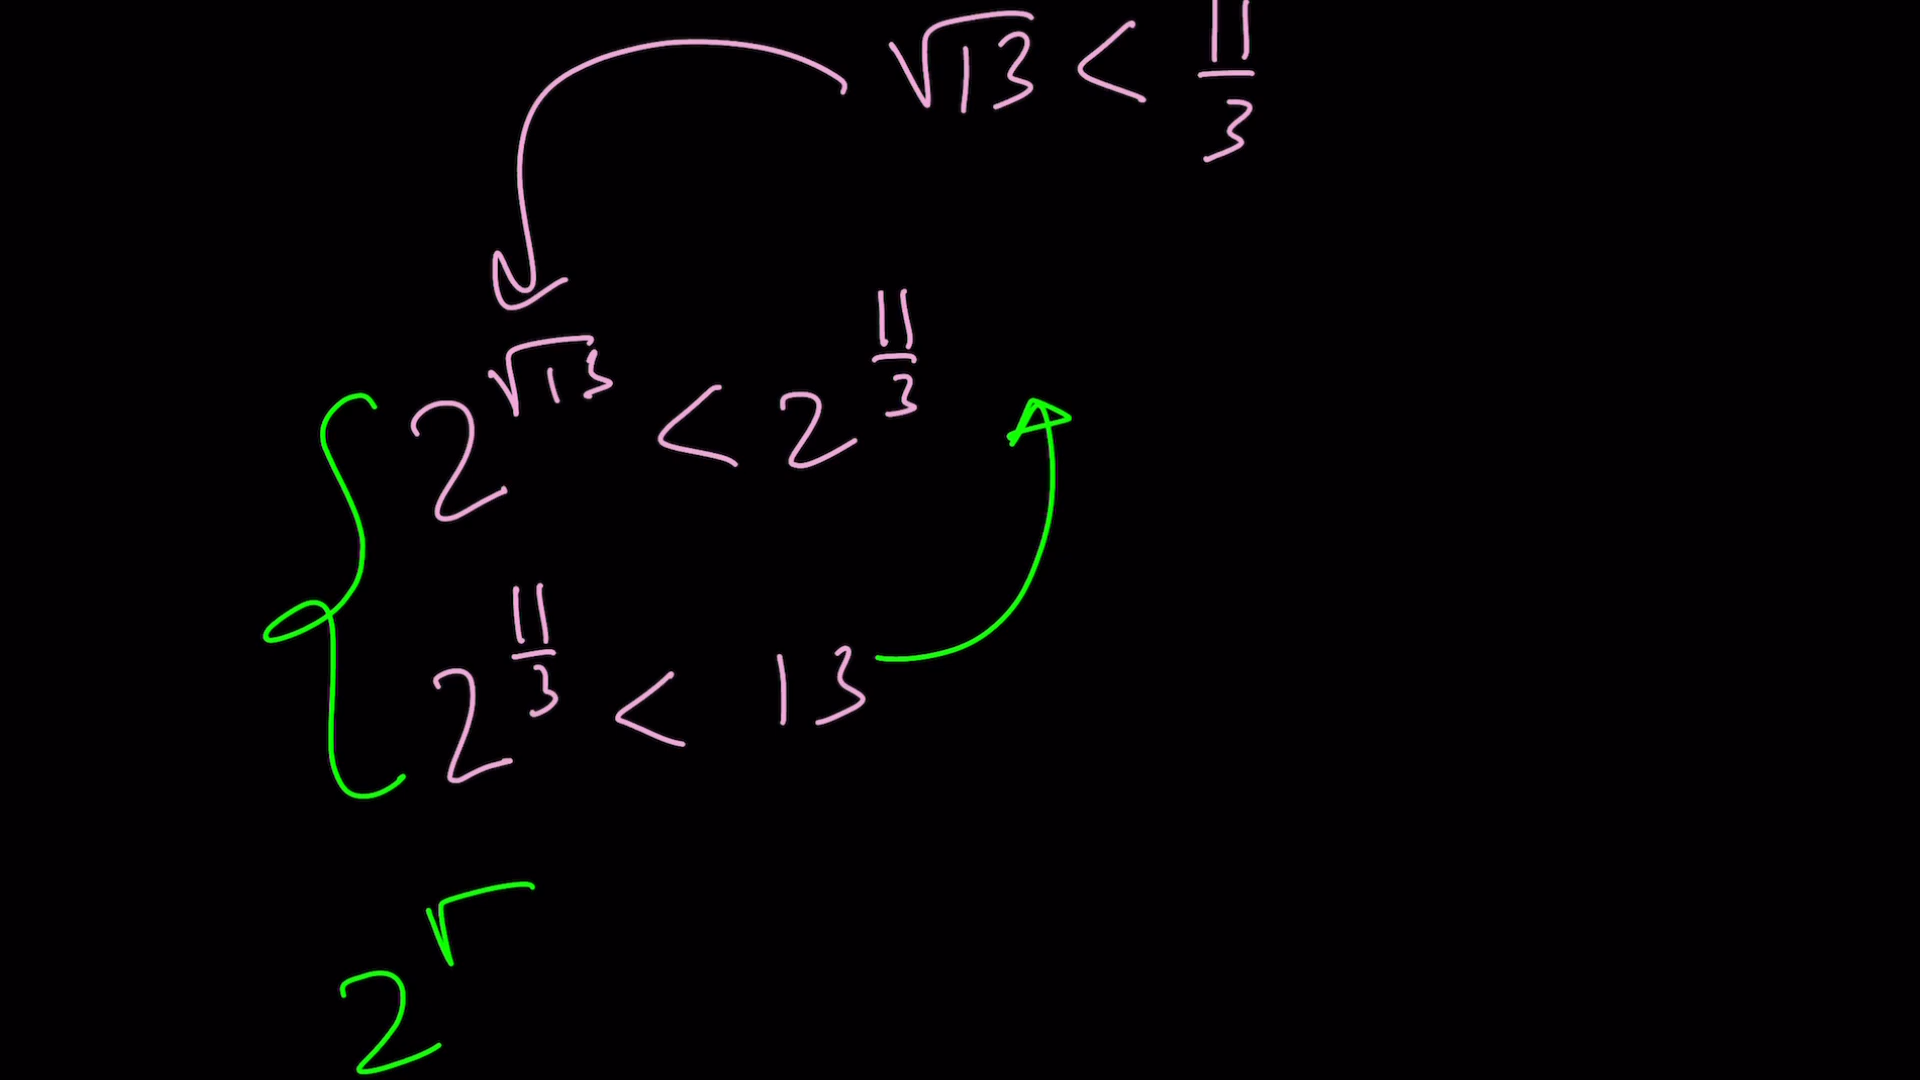 √13 < 11/3
2^√13 < 2^(11/3)
2^(11/3) < 13
2^√